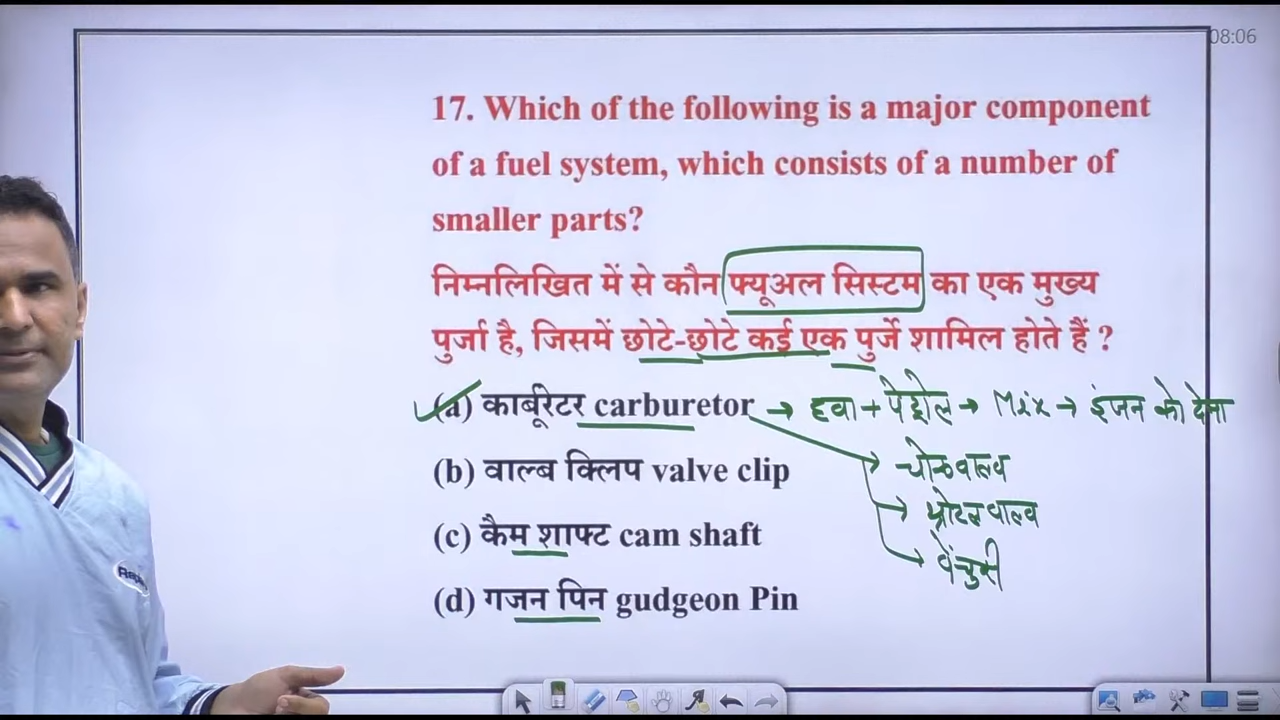 08:06
17. Which of the following is a major component
of a fuel system, which consists of a number of
smaller parts?
निम्नलिखित में से कौन फ्यूअल सिस्टम का एक मुख्य
पुर्जा है, जिसमें छोटे-छोटे कई एक पुर्जे शामिल होते हैं ?
(a) कार्बूरेटर carburetor → हवा + पेट्रोल → Mix → इंजन को देना
→ चोकवाल्व
(b) वाल्ब क्लिप valve clip
→ थ्रोटल वाल्व
(c) कैम शाफ्ट cam shaft
→ वेंचुरी
(d) गजन पिन gudgeon Pin